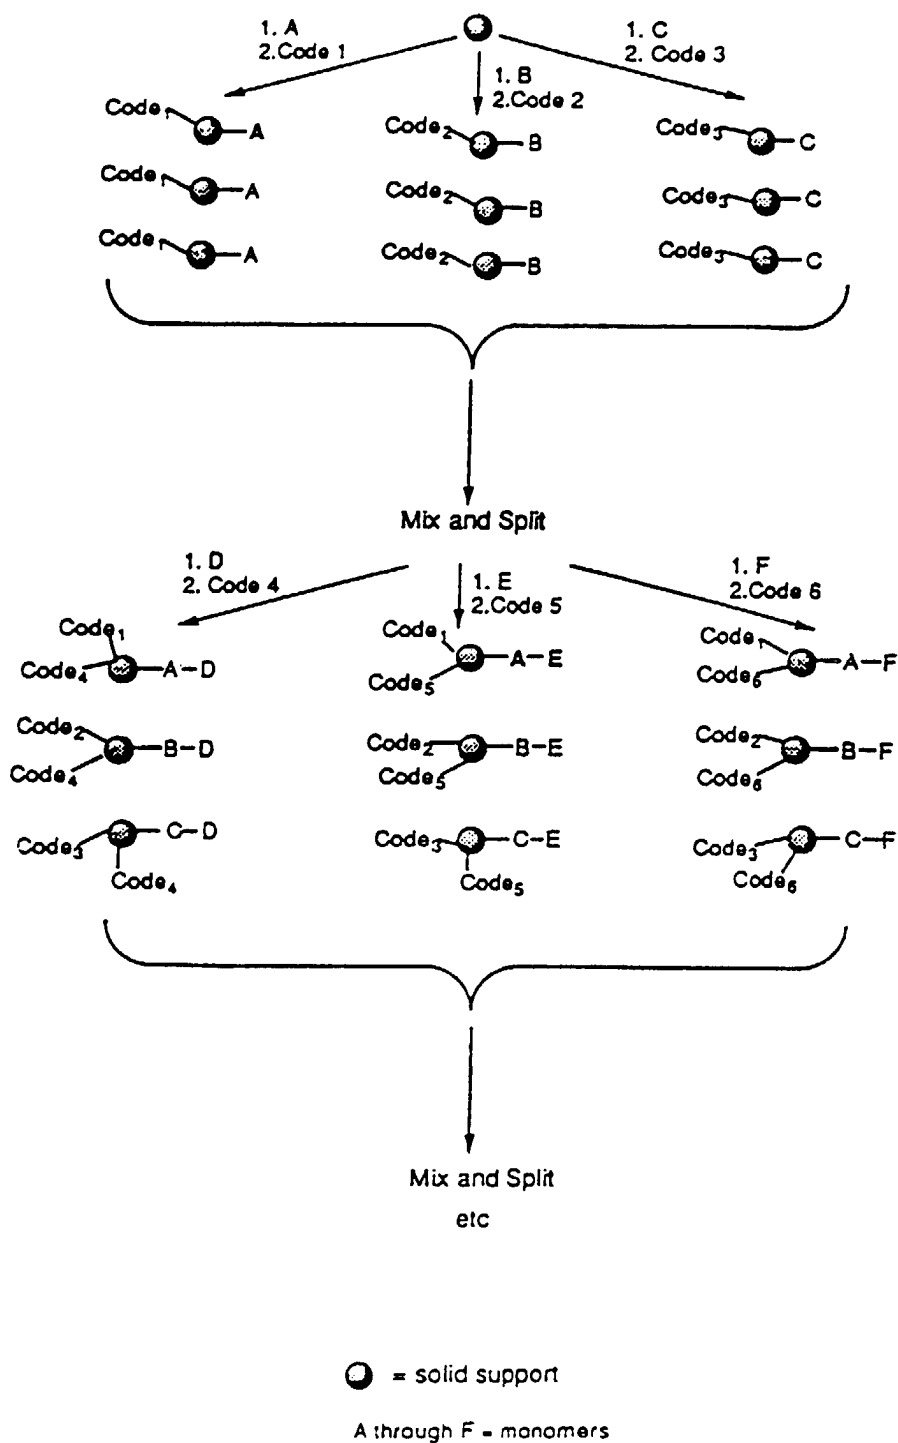 1. A
2.Code 1
1. B
2.Code 2
1. C
2. Code 3
Code₁ A
Code₂ B
Code₃ C
Code₁ A
Code₂ B
Code₃ C
Code₁ A
Code₂ B
Code₃ C
Mix and Split
1. D
2. Code 4
1. E
2.Code 5
1. F
2.Code 6
Code₁
Code₄ A-D
Code₁
Code₅ A-E
Code₁
Code₆ A-F
Code₂
Code₄ B-D
Code₂
Code₅ B-E
Code₂
Code₆ B-F
Code₃ C-D
Code₄
Code₃ C-E
Code₅
Code₃ C-F
Code₆
Mix and Split
etc
= solid support
A through F = monomers